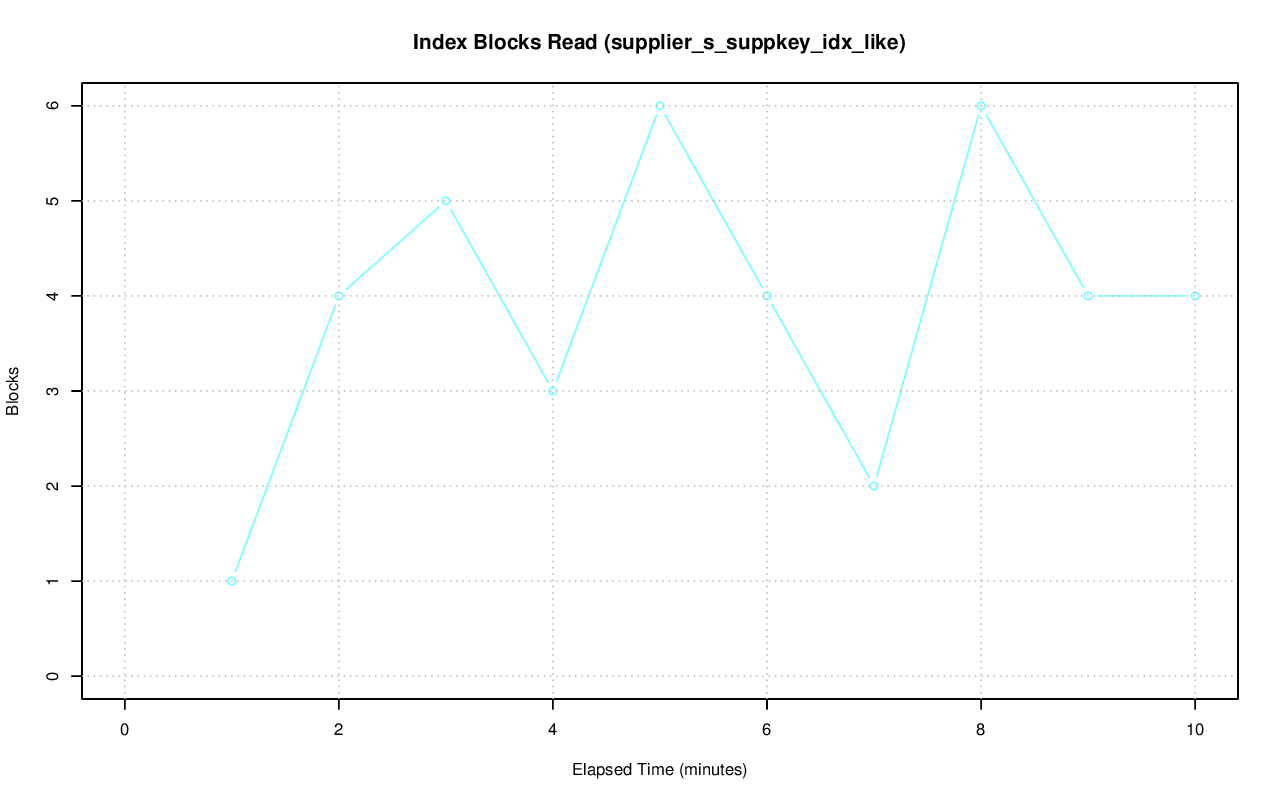 Index Blocks Read (supplier_s_suppkey_idx_like)
6
5
4
3
2
1
0
Blocks
0 2 4 6 8 10
Elapsed Time (minutes)